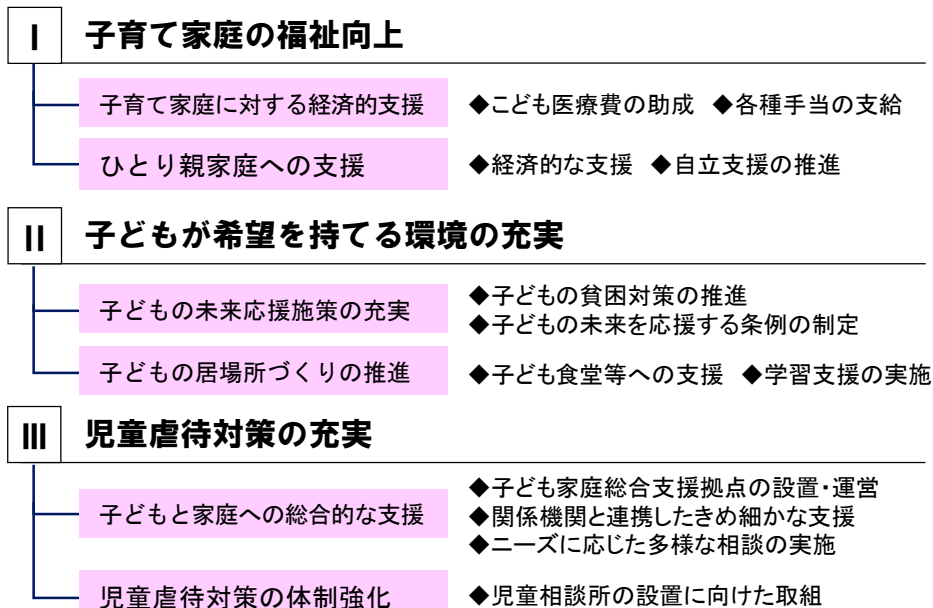 I 子育て家庭の福祉向上
子育て家庭に対する経済的支援 ◆こども医療費の助成 ◆各種手当の支給
ひとり親家庭への支援 ◆経済的な支援 ◆自立支援の推進
II 子どもが希望を持てる環境の充実
子どもの未来応援施策の充実 ◆子どもの貧困対策の推進
◆子どもの未来を応援する条例の制定
子どもの居場所づくりの推進 ◆子ども食堂等への支援 ◆学習支援の実施
III 児童虐待対策の充実
子どもと家庭への総合的な支援 ◆子ども家庭総合支援拠点の設置・運営
◆関係機関と連携したきめ細かな支援
◆ニーズに応じた多様な相談の実施
児童虐待対策の体制強化 ◆児童相談所の設置に向けた取組